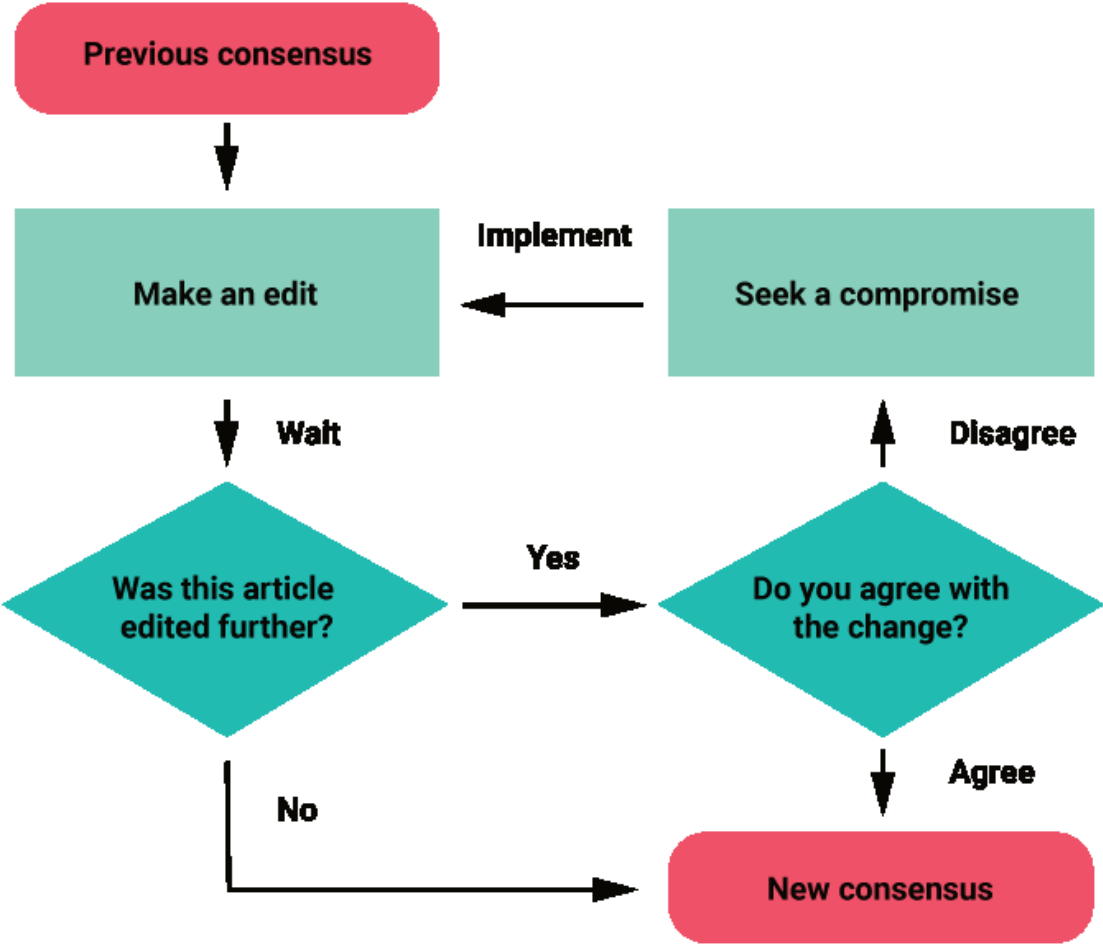 Previous consensus
Implement
Make an edit
Seek a compromise
Wait
Disagree
Yes
Was this article
edited further?
Do you agree with
the change?
Agree
No
New consensus